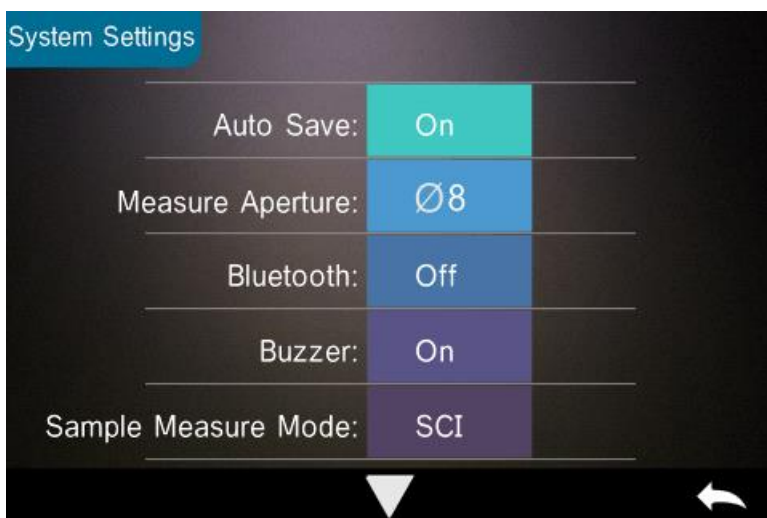 System Settings
Auto Save: On
Measure Aperture: Ø8
Bluetooth: Off
Buzzer: On
Sample Measure Mode: SCI